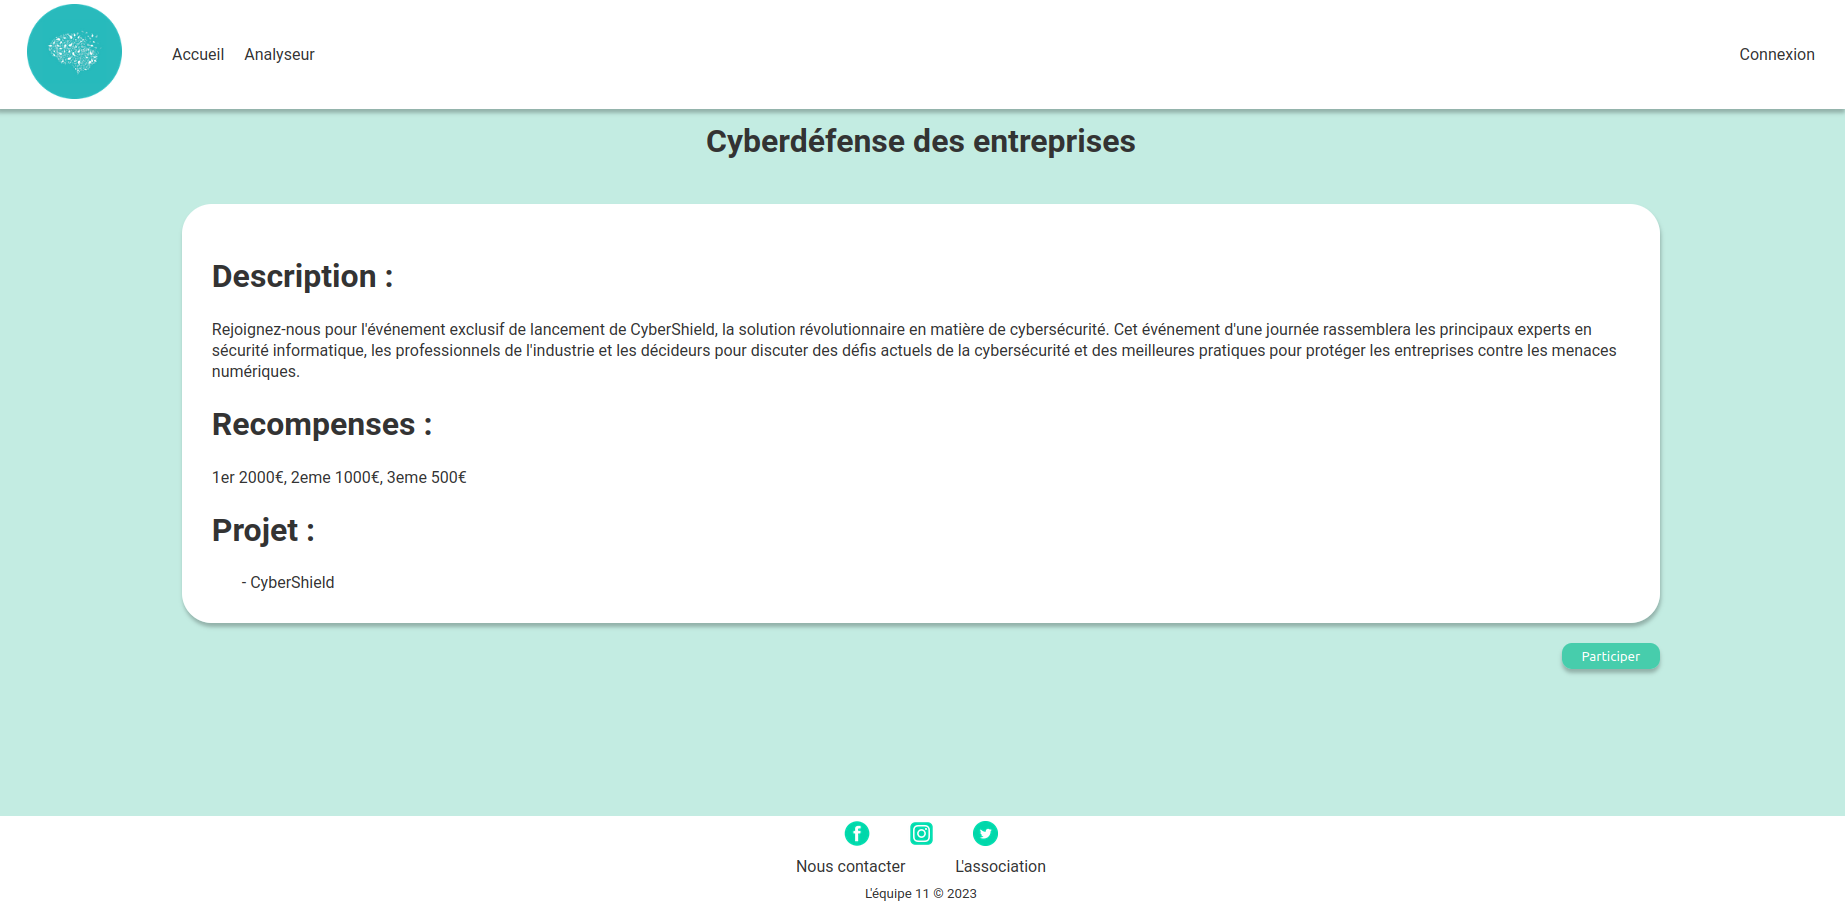 Accueil Analyseur Connexion
Cyberdéfense des entreprises
Description :
Rejoignez-nous pour l'événement exclusif de lancement de CyberShield, la solution révolutionnaire en matière de cybersécurité. Cet événement d'une journée rassemblera les principaux experts en
sécurité informatique, les professionnels de l'industrie et les décideurs pour discuter des défis actuels de la cybersécurité et des meilleures pratiques pour protéger les entreprises contre les menaces
numériques.
Recompenses :
1er 2000€, 2eme 1000€, 3eme 500€
Projet :
- CyberShield
Participer
Nous contacter L'association
L'équipe 11 © 2023